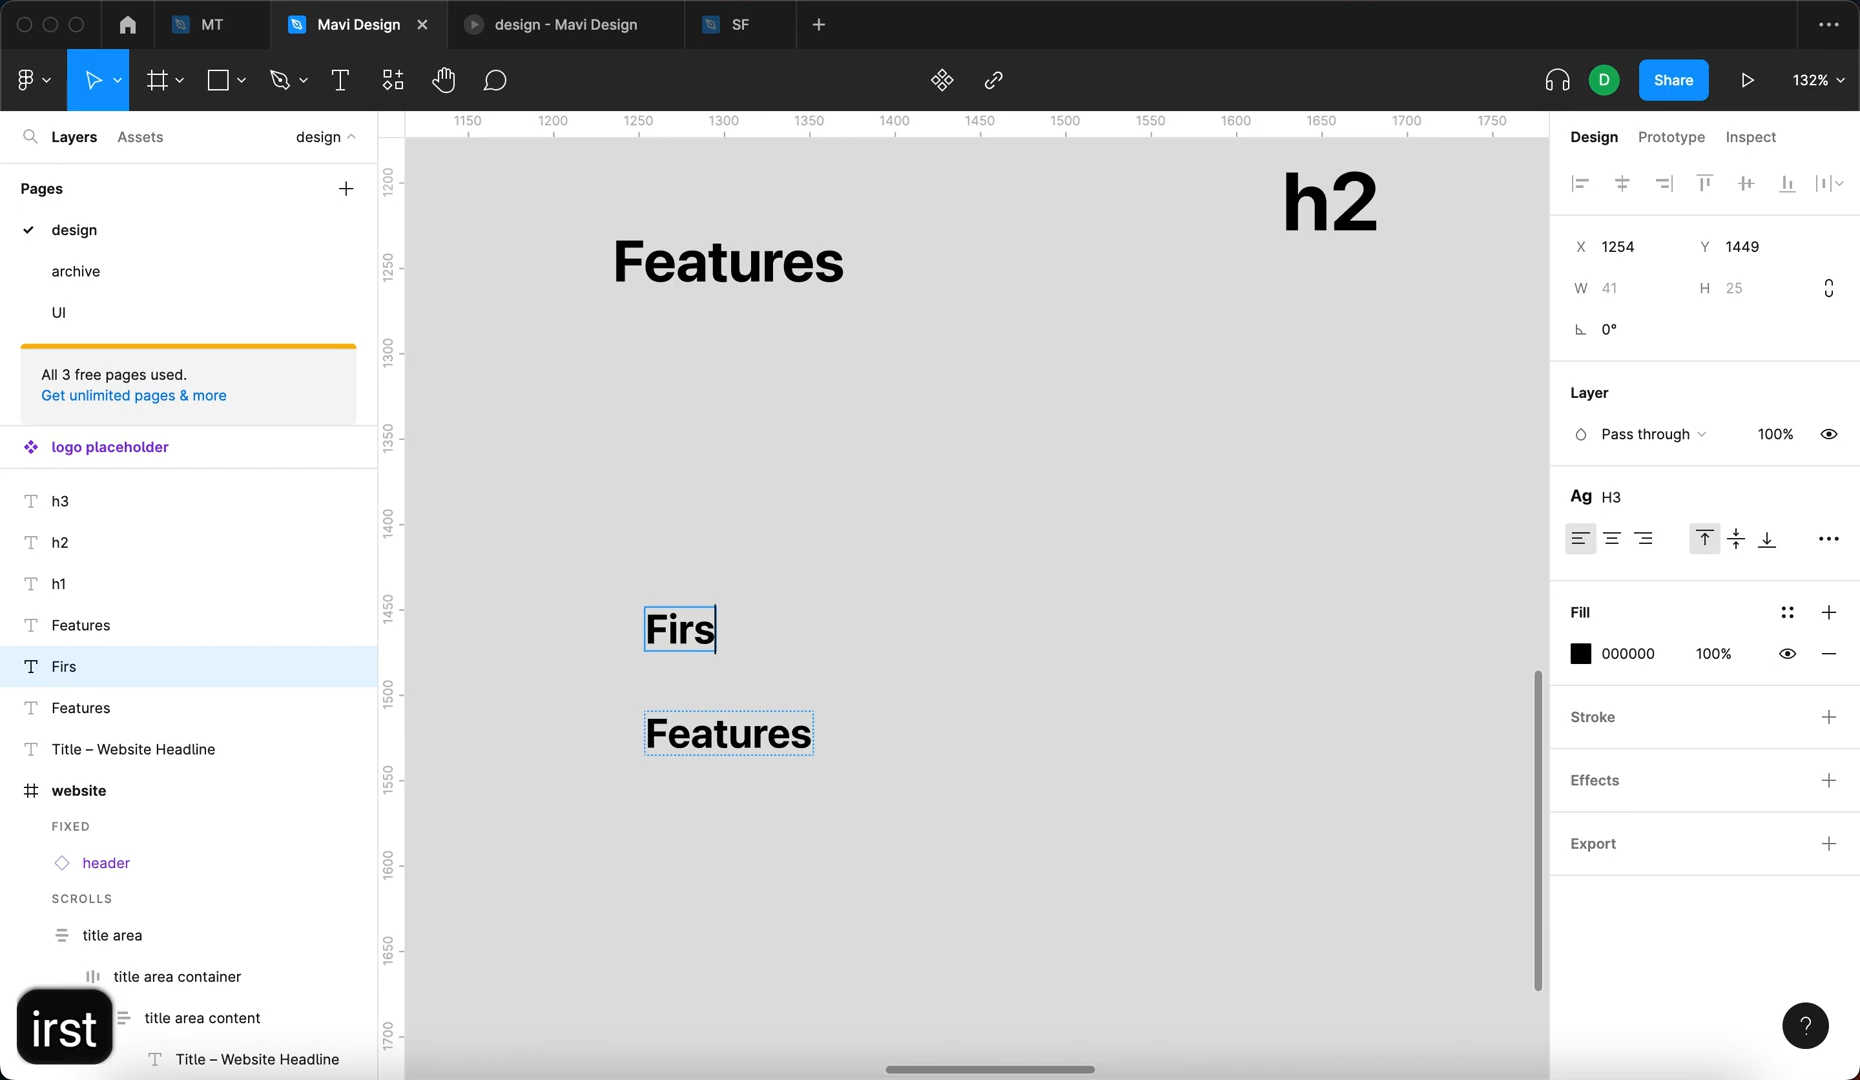 MT
Mavi Design
design - Mavi Design
SF
D
Share
132%
Layers
Assets
design
Pages
design
archive
UI
All 3 free pages used.
Get unlimited pages & more
logo placeholder
h3
h2
h1
Features
Firs
Features
Title – Website Headline
website
FIXED
header
SCROLLS
title area
title area container
title area content
Title – Website Headline
irst
1150 1200 1250 1300 1350 1400 1450 1500 1550 1600 1650 1700 1750
1200
1250
1300
1350
1400
1450
1500
1550
1600
1650
1700
h2
Features
Firs
Features
Design
Prototype
Inspect
X 1254
Y 1449
W 41
H 25
0°
Layer
Pass through
100%
Ag H3
Fill
000000
100%
Stroke
Effects
Export
?